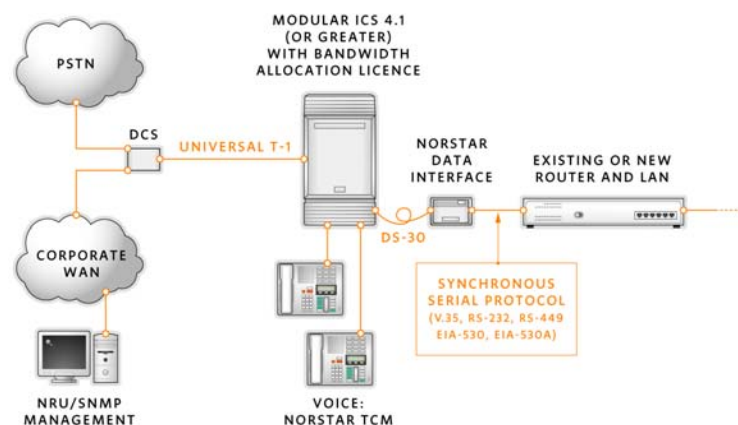 MODULAR ICS 4.1
(OR GREATER)
WITH BANDWIDTH
ALLOCATION LICENCE
PSTN
DCS
UNIVERSAL T-1
NORSTAR
DATA
INTERFACE
EXISTING OR NEW
ROUTER AND LAN
DS-30
CORPORATE
WAN
SYNCHRONOUS
SERIAL PROTOCOL
(V.35, RS-232, RS-449
EIA-530, EIA-530A)
NRU/SNMP
MANAGEMENT
VOICE:
NORSTAR TCM